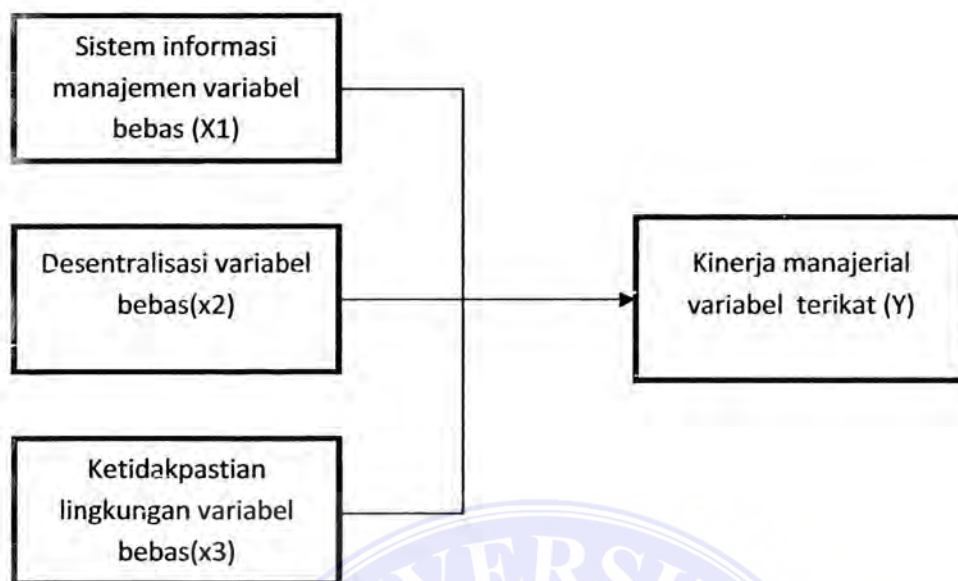 Sistem informasi
manajemen variabel
bebas (X1)
Desentralisasi variabel
bebas(x2)
Kinerja manajerial
variabel terikat (Y)
Ketidakpastian
lingkungan variabel
bebas(x3)